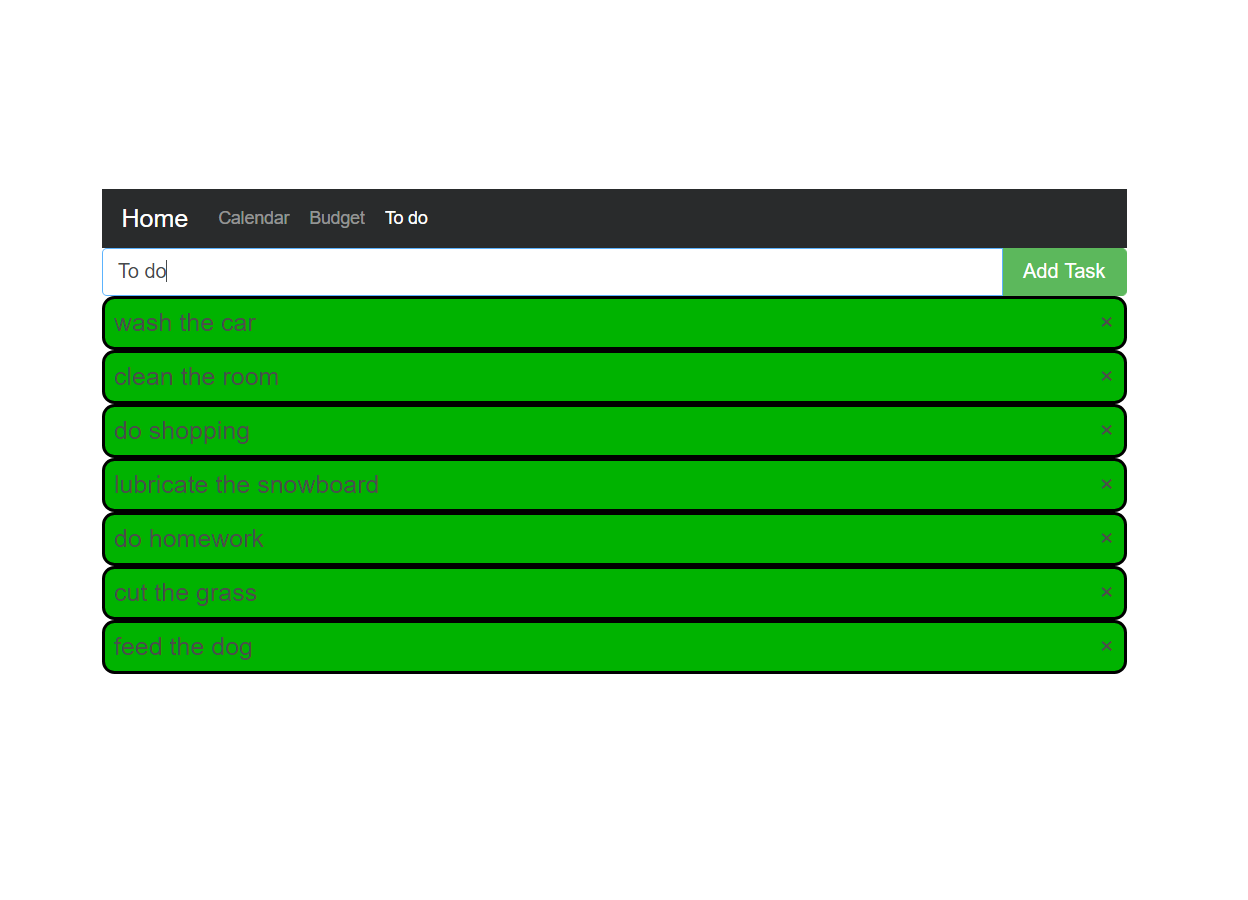 Home Calendar Budget To do
To do Add Task
wash the car ×
clean the room ×
do shopping ×
lubricate the snowboard ×
do homework ×
cut the grass ×
feed the dog ×